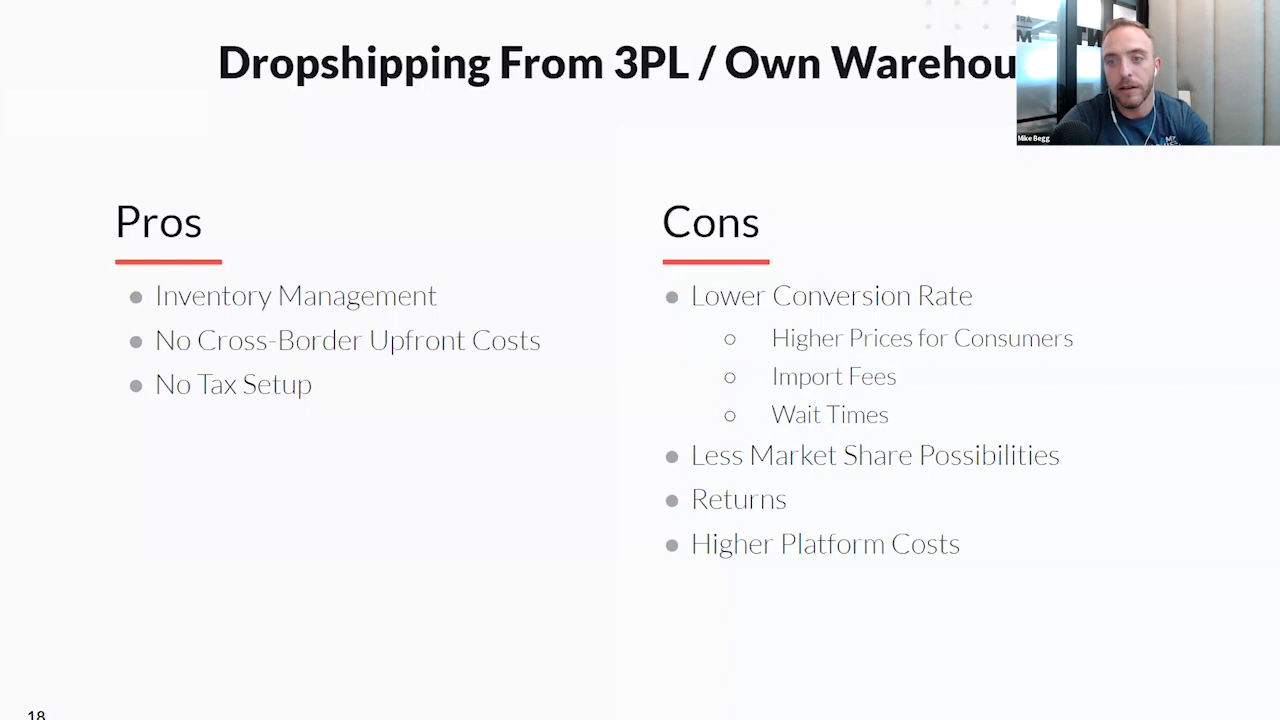 Dropshipping From 3PL / Own Warehou
Mike Begg
Pros
Inventory Management
No Cross-Border Upfront Costs
No Tax Setup
Cons
Lower Conversion Rate
Higher Prices for Consumers
Import Fees
Wait Times
Less Market Share Possibilities
Returns
Higher Platform Costs
18